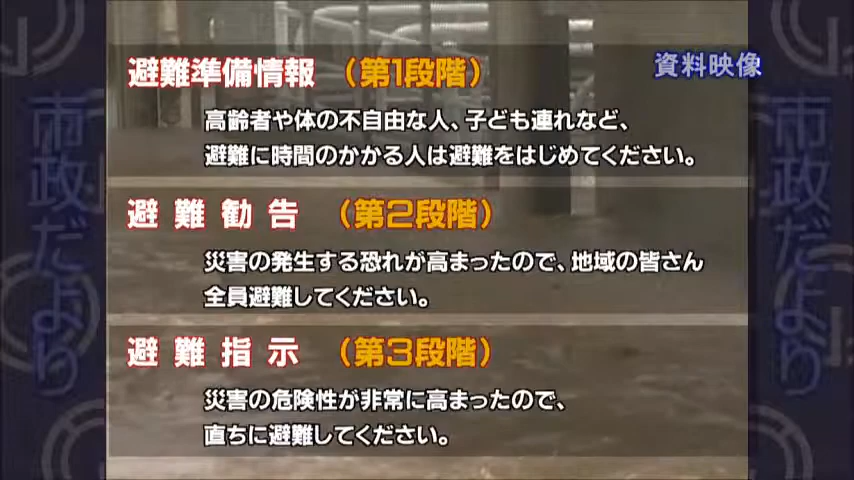 資料映像
避難準備情報 （第1段階）
高齢者や体の不自由な人、子ども連れなど、
避難に時間のかかる人は避難をはじめてください。
避難勧告 （第2段階）
災害の発生する恐れが高まったので、地域の皆さん
全員避難してください。
避難指示 （第3段階）
災害の危険性が非常に高まったので、
直ちに避難してください。
市政だより
市政だより